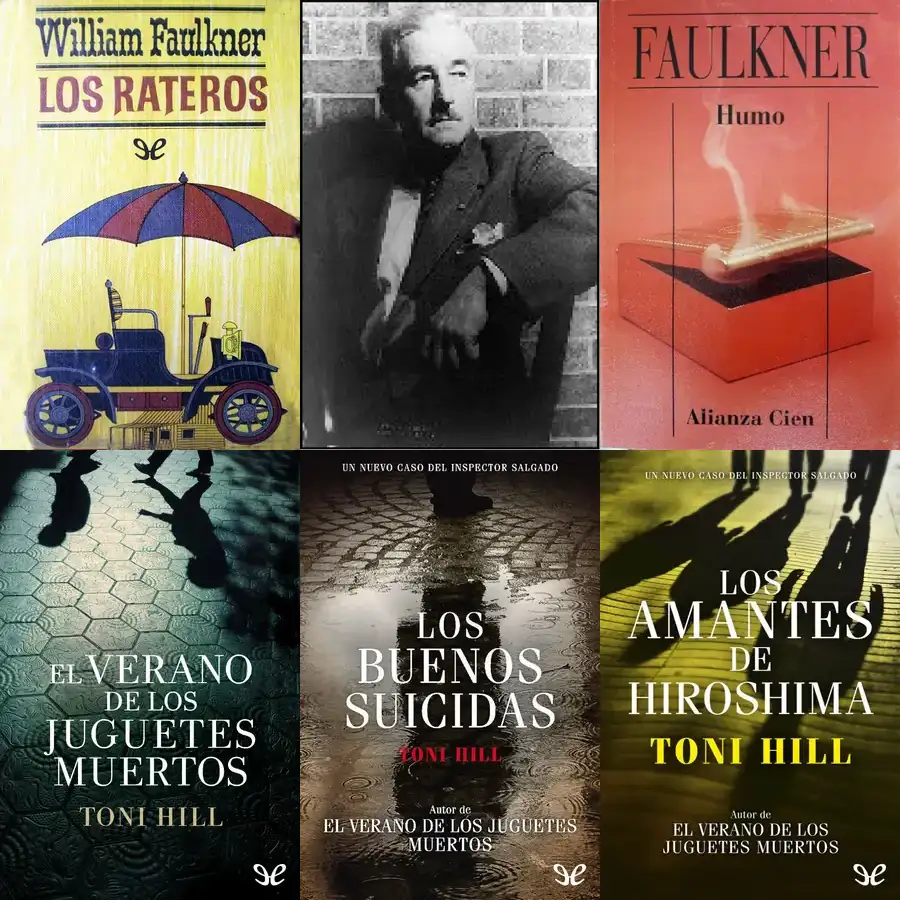 William Faulkner
LOS RATEROS
FAULKNER
Humo
Alianza Cien
EL VERANO
DE LOS
JUGUETES
MUERTOS
TONI HILL
UN NUEVO CASO DEL INSPECTOR SALGADO
LOS
BUENOS
SUICIDAS
TONI HILL
Autor de
EL VERANO DE LOS JUGUETES
MUERTOS
UN NUEVO CASO DEL INSPECTOR SALGADO
LOS
AMANTES
DE
HIROSHIMA
TONI HILL
Autor de
EL VERANO DE LOS
JUGUETES MUERTOS